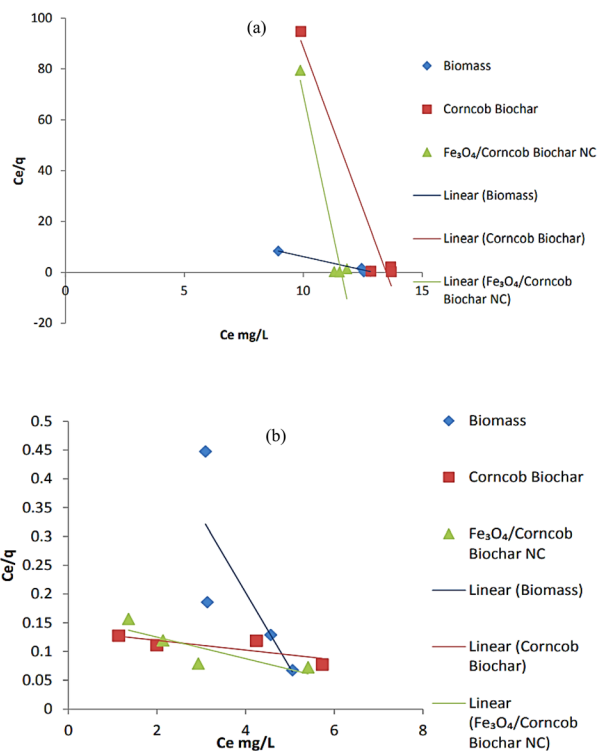 (a)
100
80
60
40
20
0
-20
0
5
10
15
Ce/q
Ce mg/L
Biomass
Corncob Biochar
Fe₃O₄/Corncob Biochar NC
Linear (Biomass)
Linear (Corncob Biochar)
Linear (Fe₃O₄/Corncob
Biochar NC)
(b)
0.5
0.45
0.4
0.35
0.3
0.25
0.2
0.15
0.1
0.05
0
0
2
4
6
8
Ce/q
Ce mg/L
Biomass
Corncob Biochar
Fe₃O₄/Corncob
Biochar NC
Linear (Biomass)
Linear (Corncob
Biochar)
Linear
(Fe₃O₄/Corncob
Biochar NC)